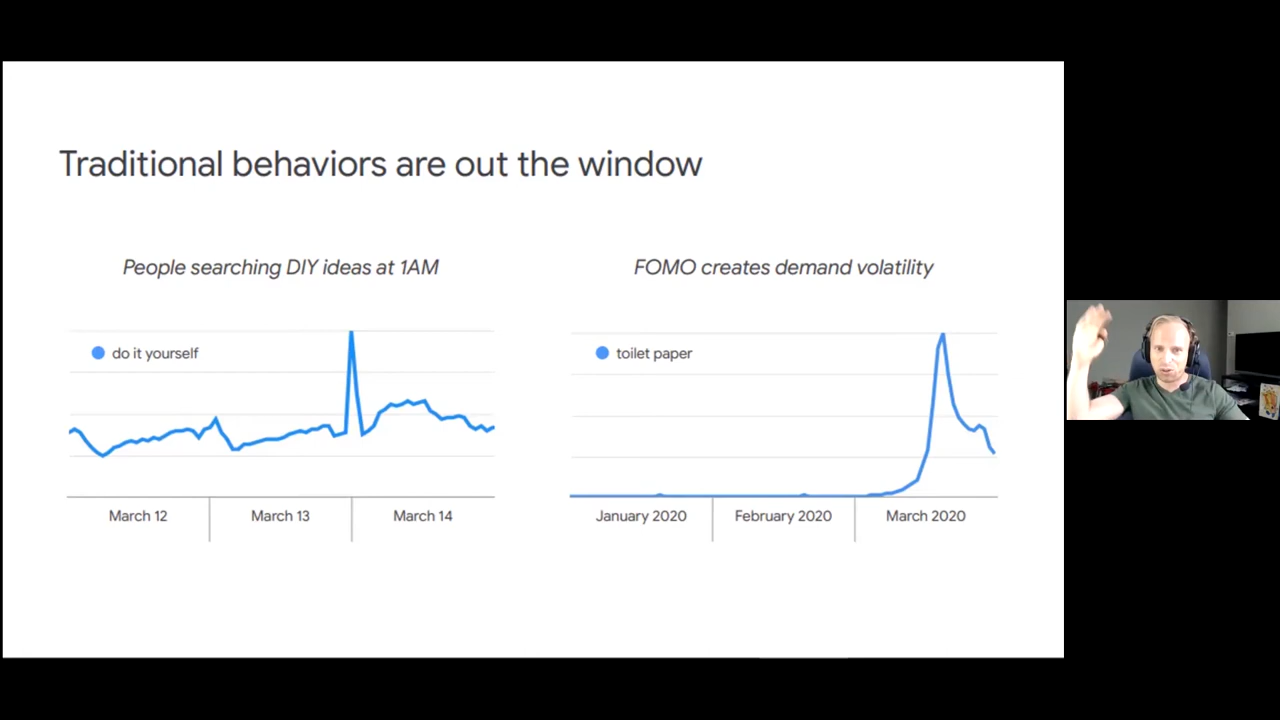 Traditional behaviors are out the window
People searching DIY ideas at 1AM
do it yourself
March 12
March 13
March 14
FOMO creates demand volatility
toilet paper
January 2020
February 2020
March 2020